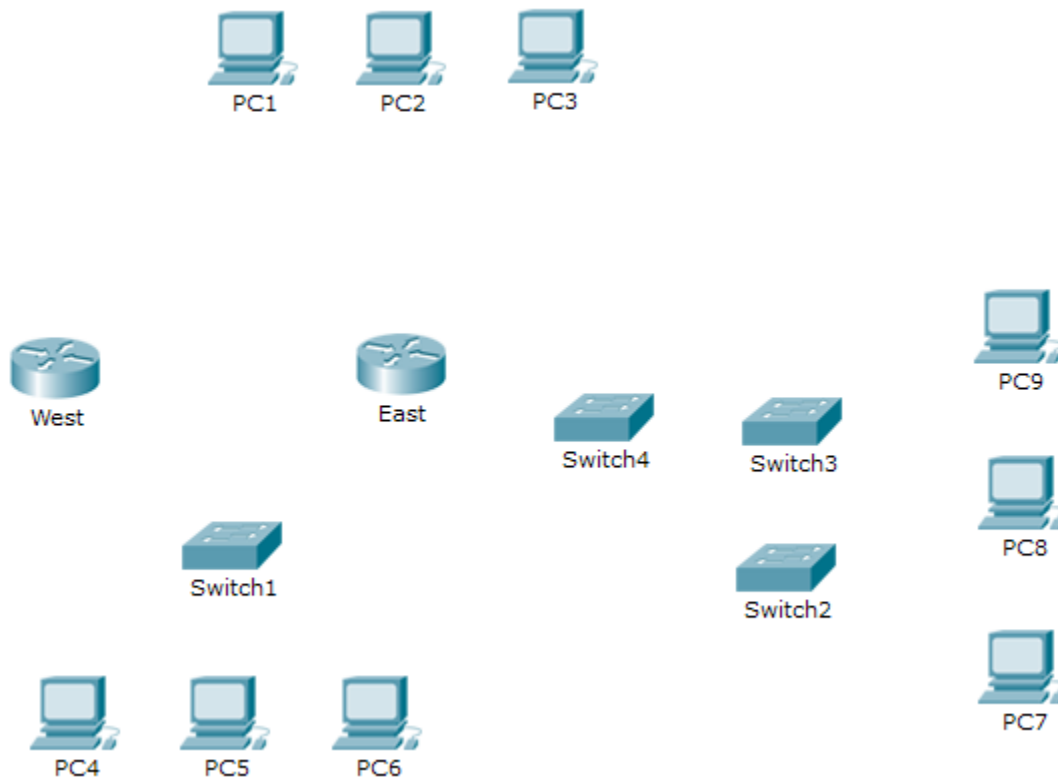 PC1
PC2
PC3
PC9
West
East
Switch4
Switch3
PC8
Switch1
Switch2
PC7
PC4
PC5
PC6